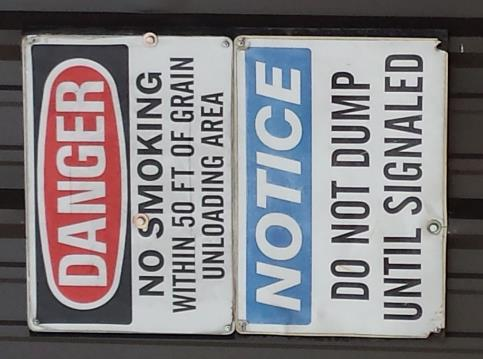 DANGER
NO SMOKING
WITHIN 50 FT OF GRAIN
UNLOADING AREA
NOTICE
DO NOT DUMP
UNTIL SIGNALED